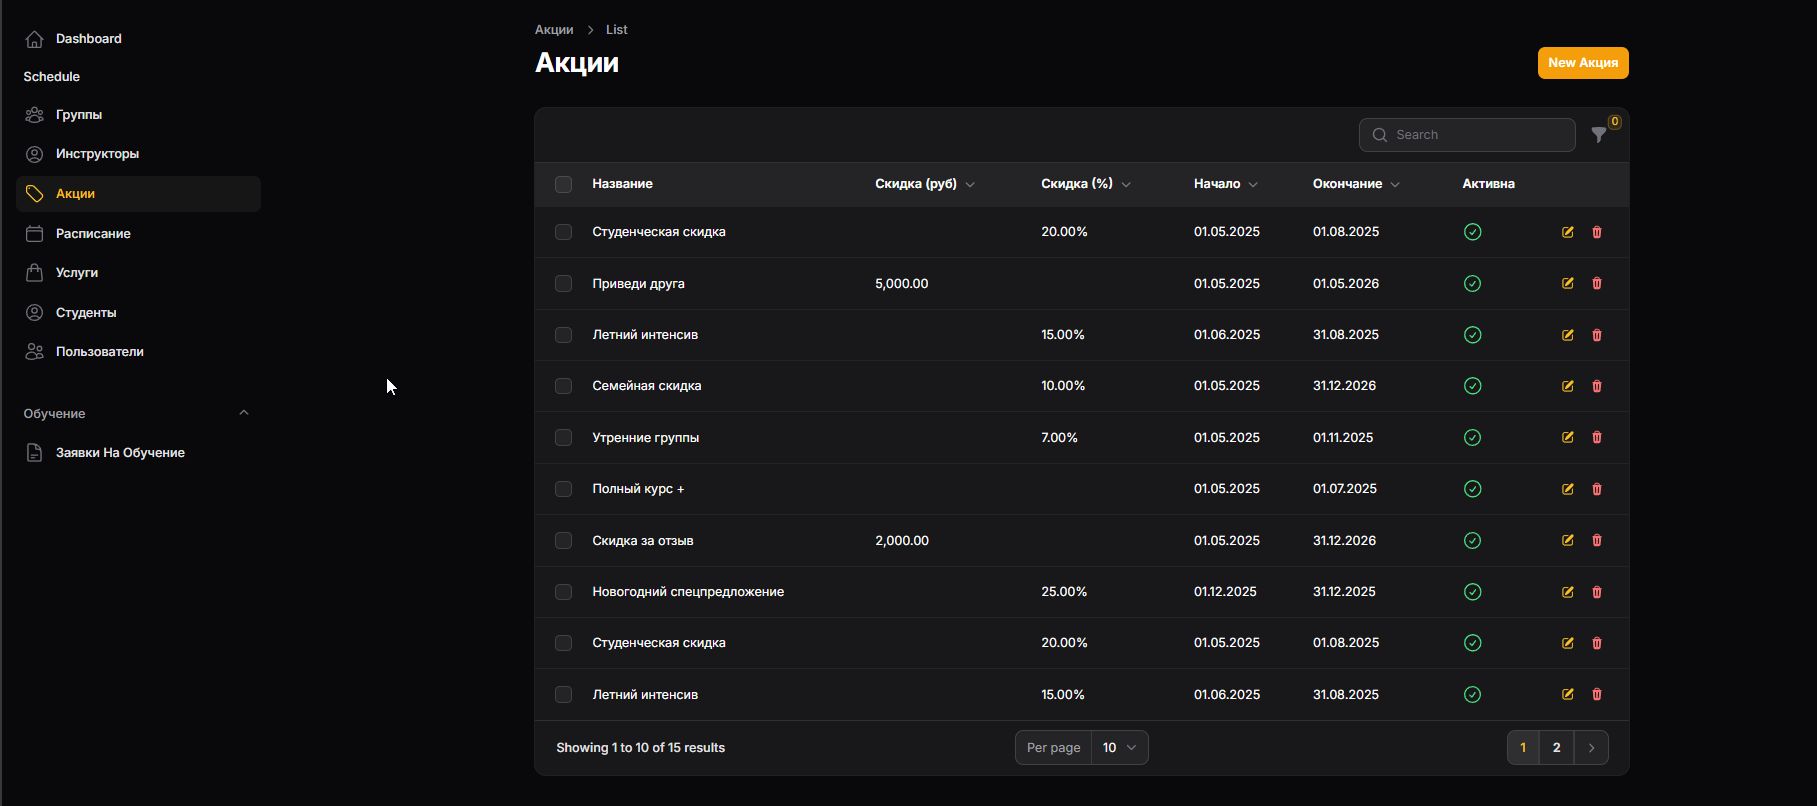 Dashboard
Schedule
Группы
Инструкторы
Акции
Расписание
Услуги
Студенты
Пользователи
Обучение
Заявки На Обучение
Акции > List
Акции
New Акция
Search
0
Название Скидка (руб) Скидка (%) Начало Окончание Активна
Студенческая скидка 20.00% 01.05.2025 01.08.2025
Приведи друга 5,000.00 01.05.2025 01.05.2026
Летний интенсив 15.00% 01.06.2025 31.08.2025
Семейная скидка 10.00% 01.05.2025 31.12.2026
Утренние группы 7.00% 01.05.2025 01.11.2025
Полный курс + 01.05.2025 01.07.2025
Скидка за отзыв 2,000.00 01.05.2025 31.12.2026
Новогодний спецпредложение 25.00% 01.12.2025 31.12.2025
Студенческая скидка 20.00% 01.05.2025 01.08.2025
Летний интенсив 15.00% 01.06.2025 31.08.2025
Showing 1 to 10 of 15 results Per page 10 1 2